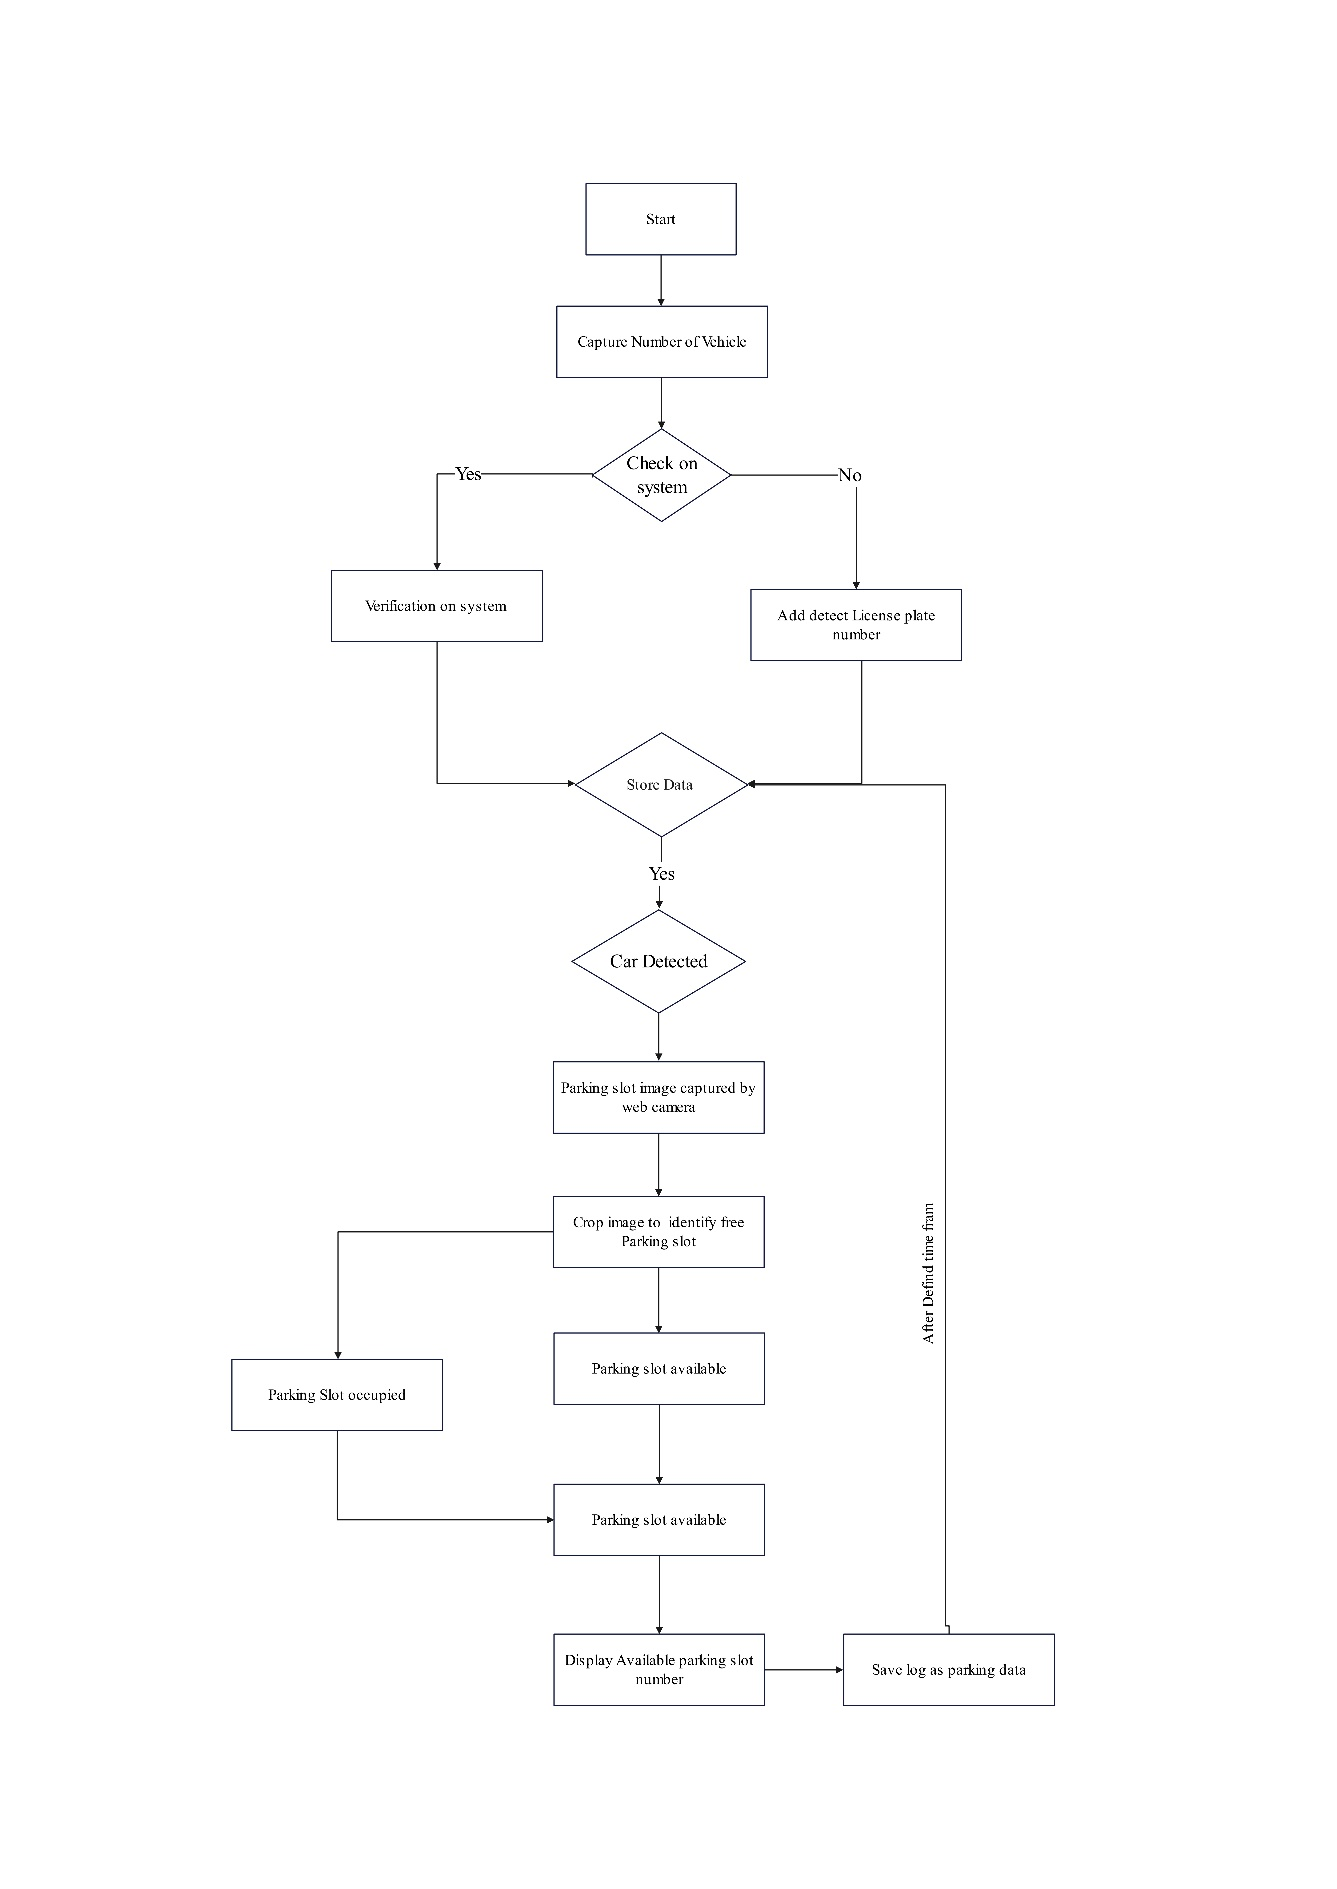 Start
Capture Number of Vehicle
Check on
system
Yes
No
Verification on system
Add detect License plate
number
Store Data
Yes
Car Detected
Parking slot image captured by
web camera
Crop image to identify free
Parking slot
After Defind time fram
Parking slot available
Parking Slot occupied
Parking slot available
Display Available parking slot
number
Save log as parking data